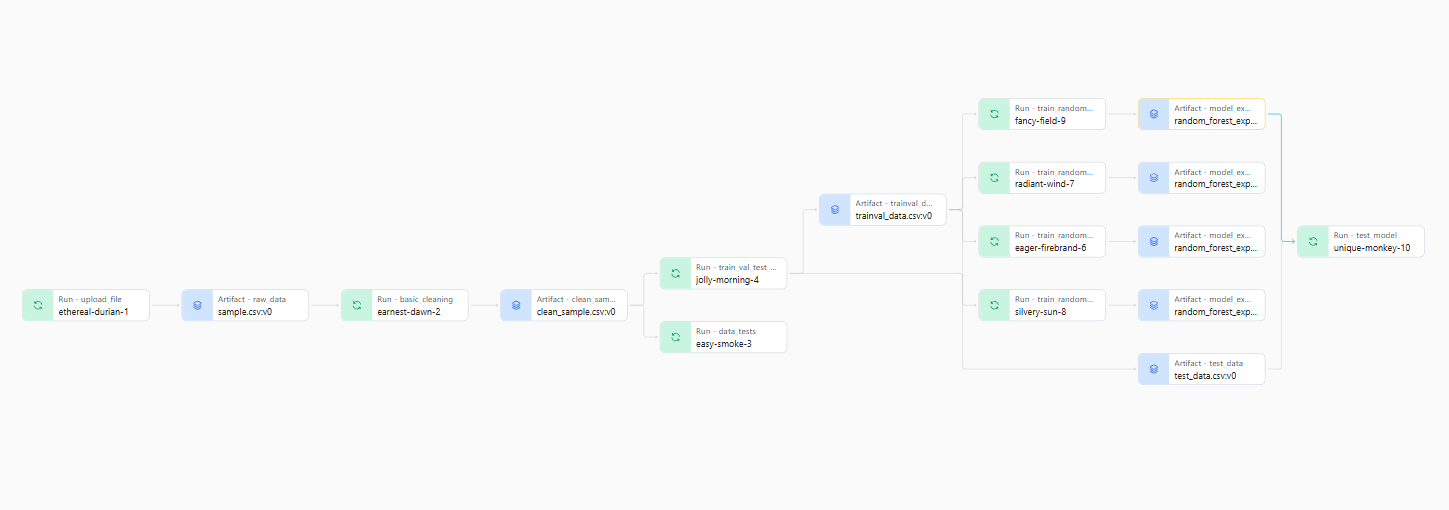 Run - upload_file
ethereal-durian-1
Artifact - raw_data
sample.csv:v0
Run - basic_cleaning
earnest-dawn-2
Artifact - clean_sam...
clean_sample.csv:v0
Run - train_val_test_...
jolly-morning-4
Run - data_tests
easy-smoke-3
Artifact - trainval_d...
trainval_data.csv:v0
Run - train_random...
fancy-field-9
Run - train_random...
radiant-wind-7
Run - train_random...
eager-firebrand-6
Run - train_random...
silvery-sun-8
Artifact - model_ex...
random_forest_exp...
Artifact - model_ex...
random_forest_exp...
Artifact - model_ex...
random_forest_exp...
Artifact - model_ex...
random_forest_exp...
Artifact - test_data
test_data.csv:v0
Run - test_model
unique-monkey-10